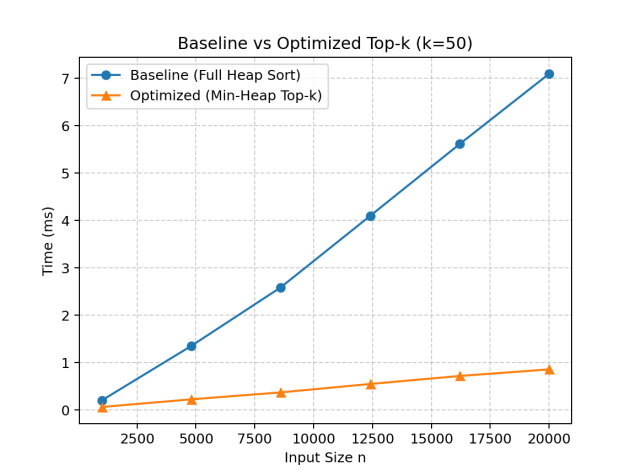 Baseline vs Optimized Top-k (k=50)
Baseline (Full Heap Sort)
Optimized (Min-Heap Top-k)
Time (ms)
7
6
5
4
3
2
1
0
2500 5000 7500 10000 12500 15000 17500 20000
Input Size n